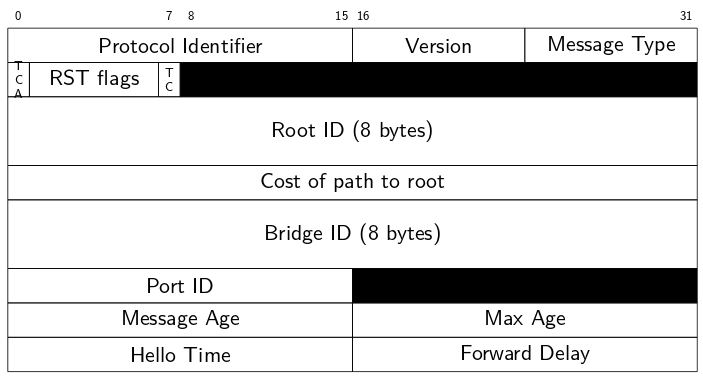 0 7 8 15 16 31
Protocol Identifier Version Message Type
TCA RST flags TC
Root ID (8 bytes)
Cost of path to root
Bridge ID (8 bytes)
Port ID
Message Age Max Age
Hello Time Forward Delay